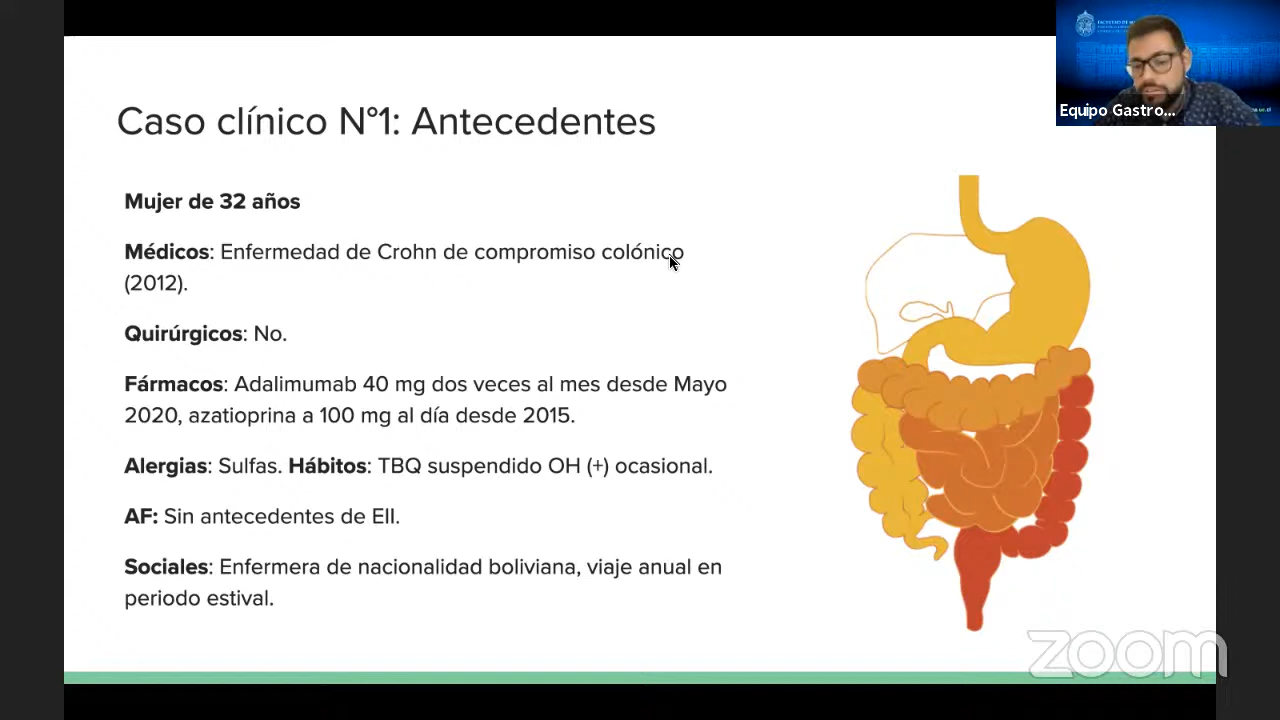 Caso clínico N°1: Antecedentes
Mujer de 32 años
Médicos: Enfermedad de Crohn de compromiso colónico
(2012).
Quirúrgicos: No.
Fármacos: Adalimumab 40 mg dos veces al mes desde Mayo
2020, azatioprina a 100 mg al día desde 2015.
Alergias: Sulfas. Hábitos: TBQ suspendido OH (+) ocasional.
AF: Sin antecedentes de EII.
Sociales: Enfermera de nacionalidad boliviana, viaje anual en
periodo estival.
Equipo Gastro...
zoom